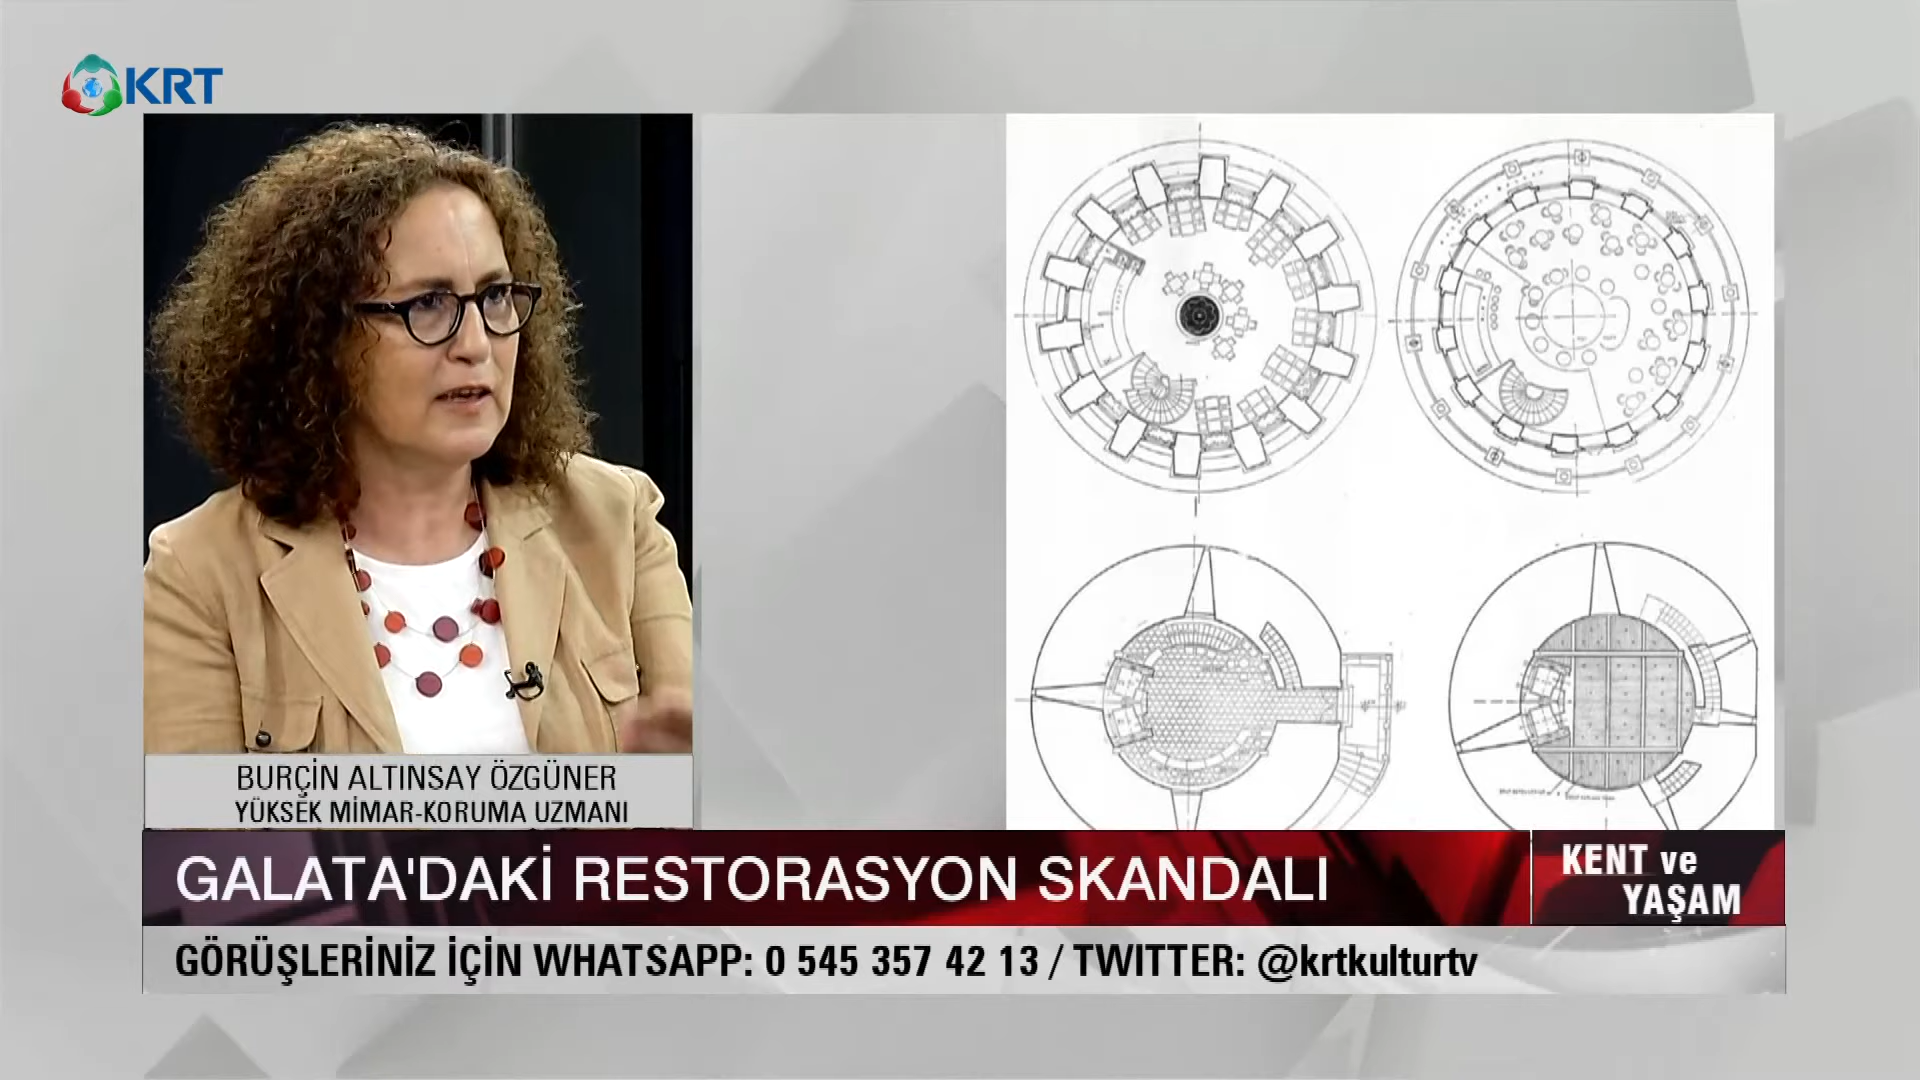 KRT
BURÇİN ALTINSAY ÖZGÜNER
YÜKSEK MİMAR-KORUMA UZMANI
GALATA'DAKİ RESTORASYON SKANDALI
KENT ve
YAŞAM
GÖRÜŞLERİNİZ İÇİN WHATSAPP: 0 545 357 42 13 / TWITTER: @krtkulturtv